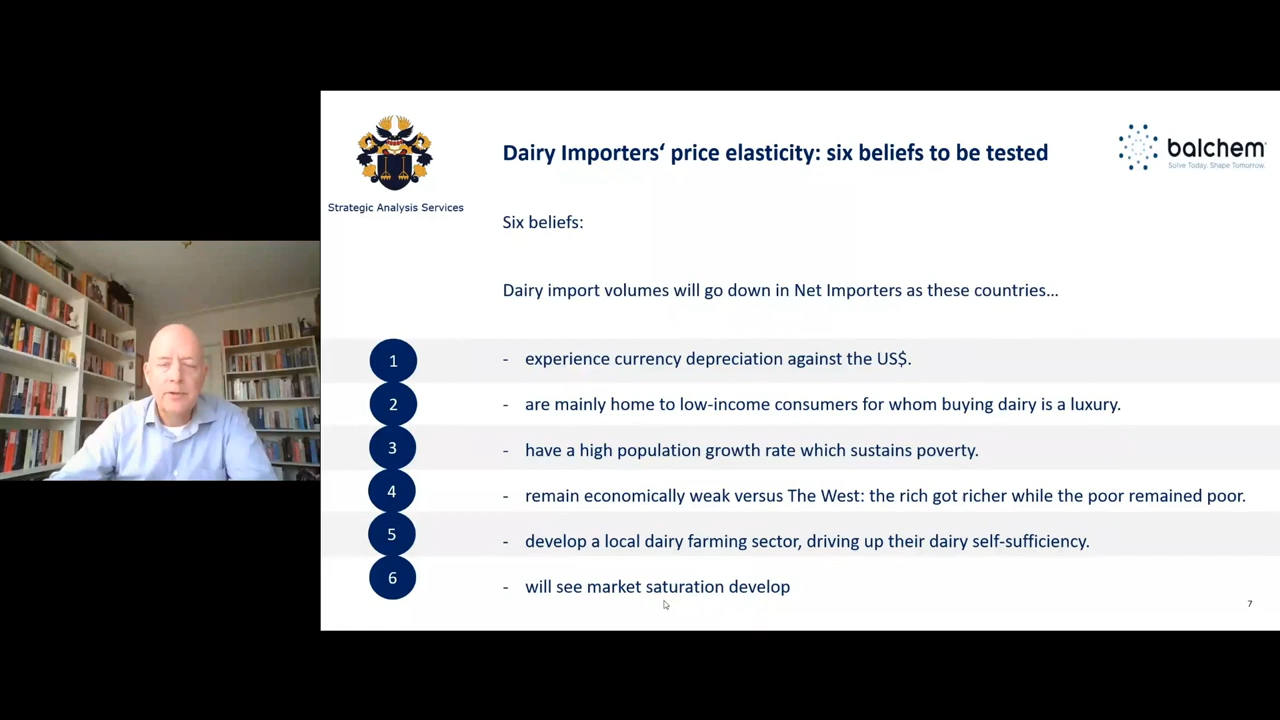 Dairy Importers‘ price elasticity: six beliefs to be tested
balchem
Solve Today. Shape Tomorrow.
Strategic Analysis Services
Six beliefs:
Dairy import volumes will go down in Net Importers as these countries…
1 - experience currency depreciation against the US$.
2 - are mainly home to low-income consumers for whom buying dairy is a luxury.
3 - have a high population growth rate which sustains poverty.
4 - remain economically weak versus The West: the rich got richer while the poor remained poor.
5 - develop a local dairy farming sector, driving up their dairy self-sufficiency.
6 - will see market saturation develop
7